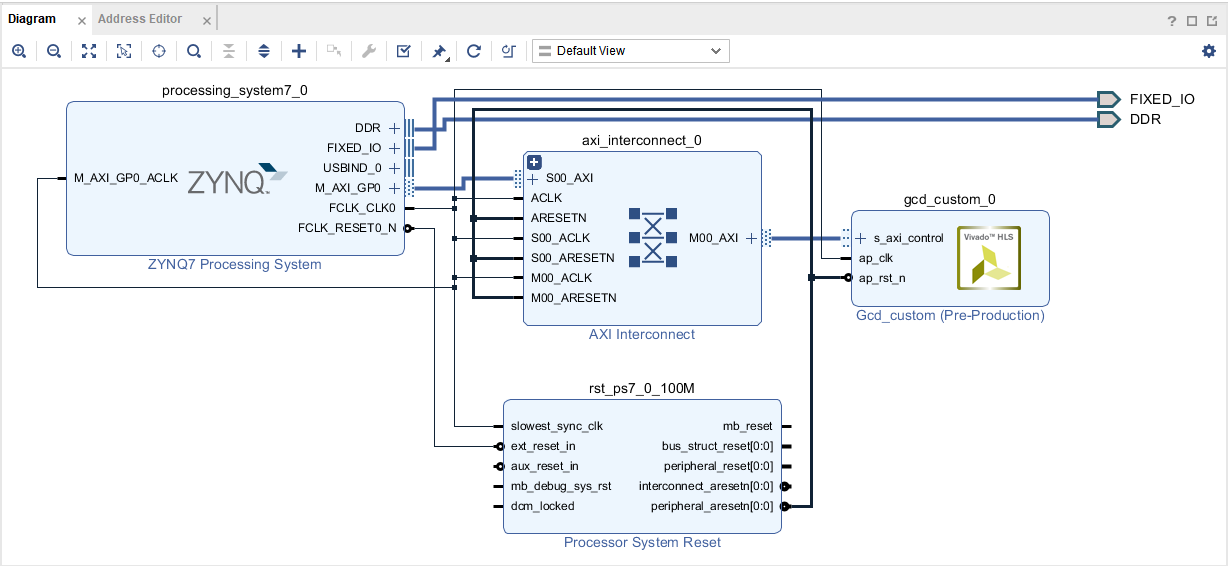 Diagram
Address Editor
Default View
processing_system7_0
DDR
FIXED_IO
USBIND_0
M_AXI_GP0
FCLK_CLK0
FCLK_RESET0_N
M_AXI_GP0_ACLK
ZYNQ
ZYNQ7 Processing System
axi_interconnect_0
S00_AXI
ACLK
ARESETN
S00_ACLK
S00_ARESETN
M00_ACLK
M00_ARESETN
M00_AXI
AXI Interconnect
FIXED_IO
DDR
gcd_custom_0
s_axi_control
ap_clk
ap_rst_n
Vivado™ HLS
Gcd_custom (Pre-Production)
rst_ps7_0_100M
slowest_sync_clk
ext_reset_in
aux_reset_in
mb_debug_sys_rst
dcm_locked
mb_reset
bus_struct_reset[0:0]
peripheral_reset[0:0]
interconnect_aresetn[0:0]
peripheral_aresetn[0:0]
Processor System Reset